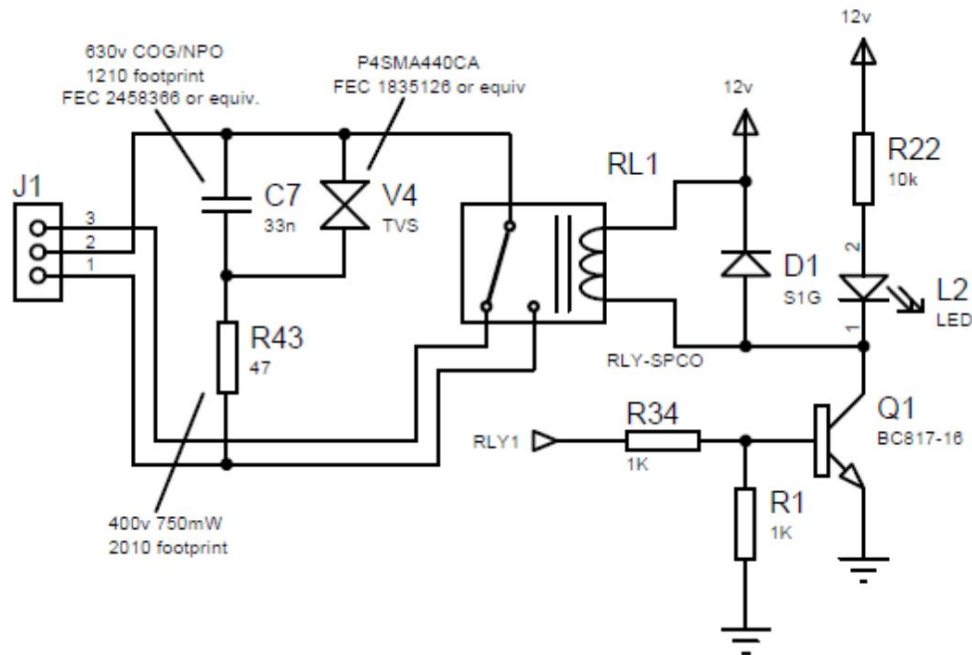 630v COG/NPO
1210 footprint
FEC 2458366 or equiv.
P4SMA440CA
FEC 1835126 or equiv
12v
12v
J1
3
2
1
C7
33n
V4
TVS
RL1
RLY-SPCO
D1
S1G
R22
10k
2
1
L2
LED
R43
47
400v 750mW
2010 footprint
RLY1
R34
1K
R1
1K
Q1
BC817-16